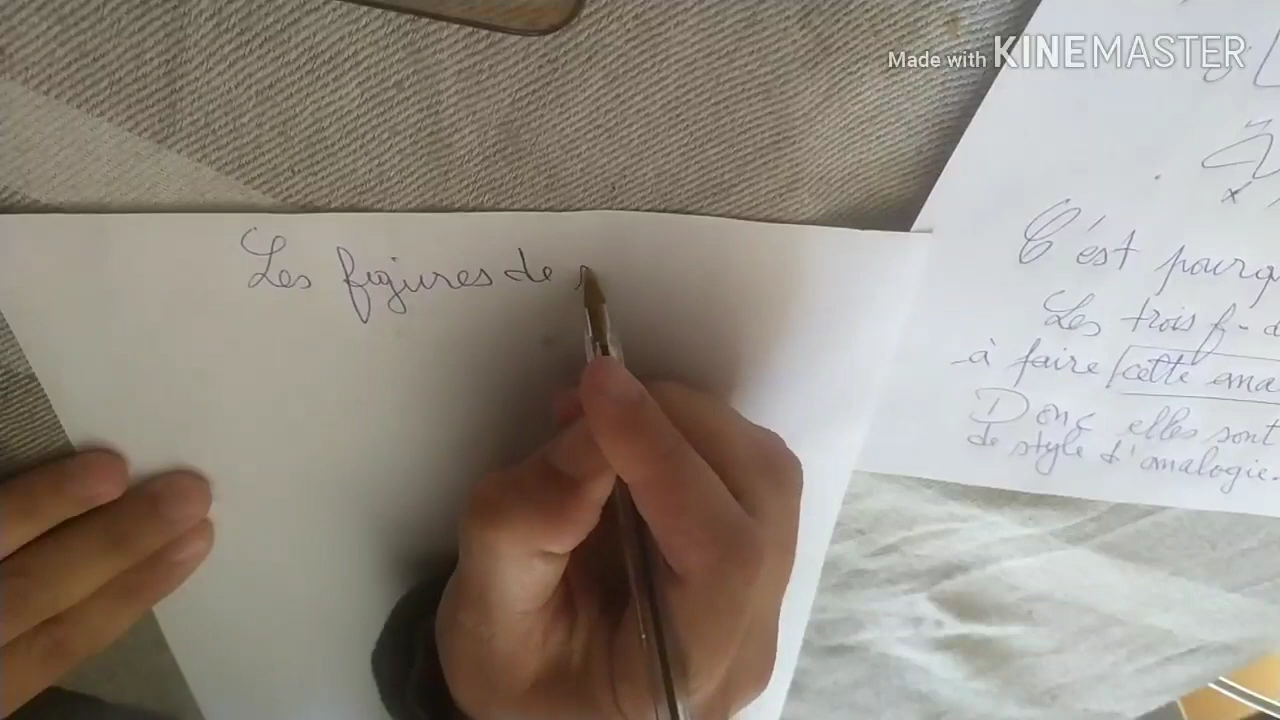 Made with KINEMASTER
Les figures de
C'est pourq
Les trois f- d
à faire cette ana
Donc elles sont
de style d'analogie.